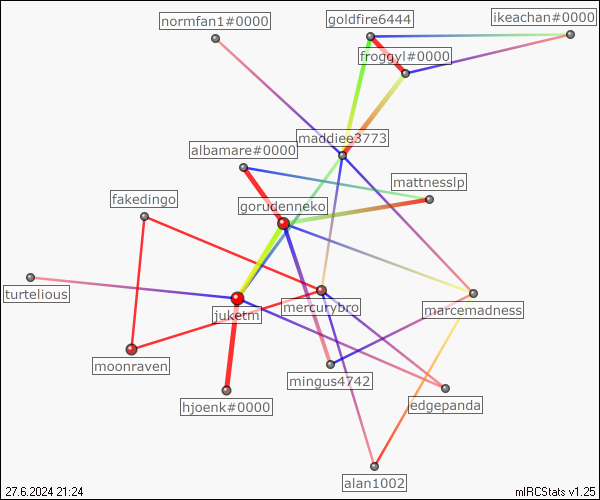 normfan1#0000
goldfire6444
ikeachan#0000
froggyl#0000
maddiee3773
albamare#0000
mattnesslp
fakedingo
gorudenneko
turtelious
juketm
mercurybro
marcemadness
moonraven
mingus4742
hjoenk#0000
edgepanda
alan1002
27.6.2024 21:24
mIRCStats v1.25